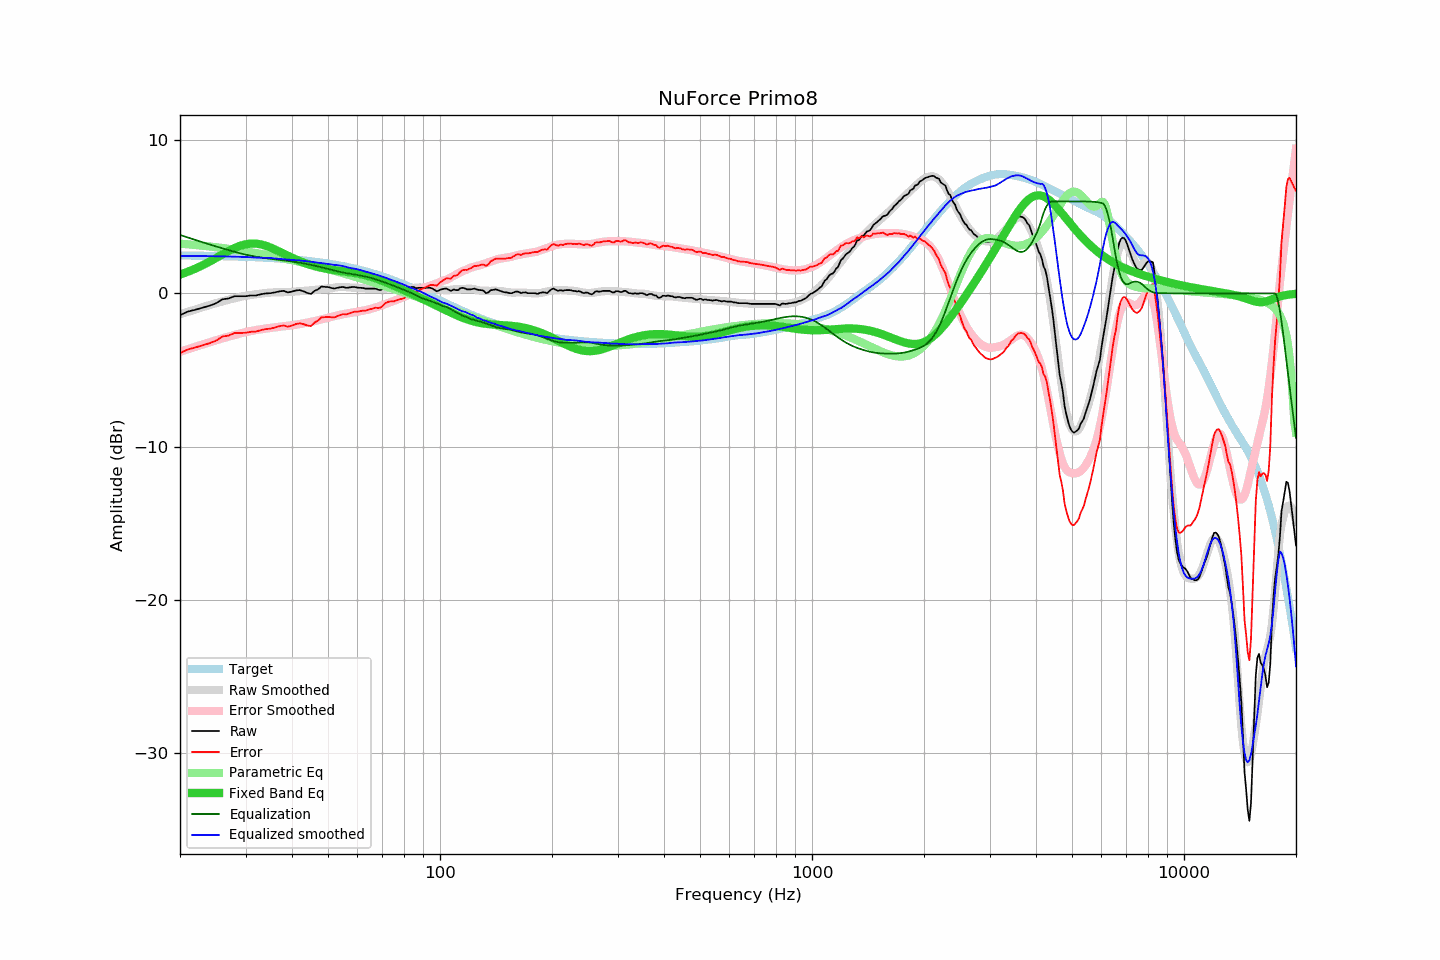 NuForce Primo8
10
0
−10
−20
−30
Amplitude (dBr)
Target
Raw Smoothed
Error Smoothed
Raw
Error
Parametric Eq
Fixed Band Eq
Equalization
Equalized smoothed
100
1000
10000
Frequency (Hz)